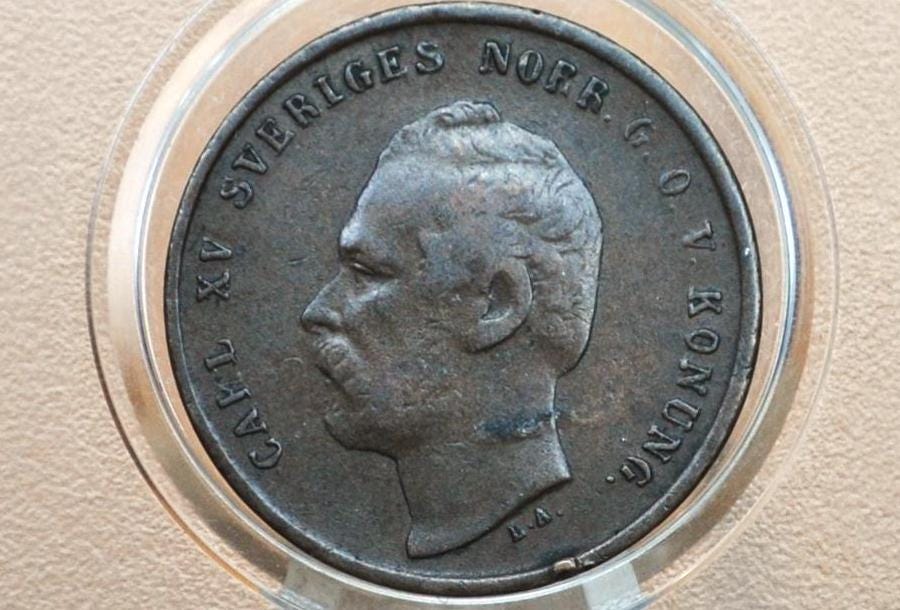 CARL XV SVERIGES NORR. G. O. V. KONUNG.
L.A.